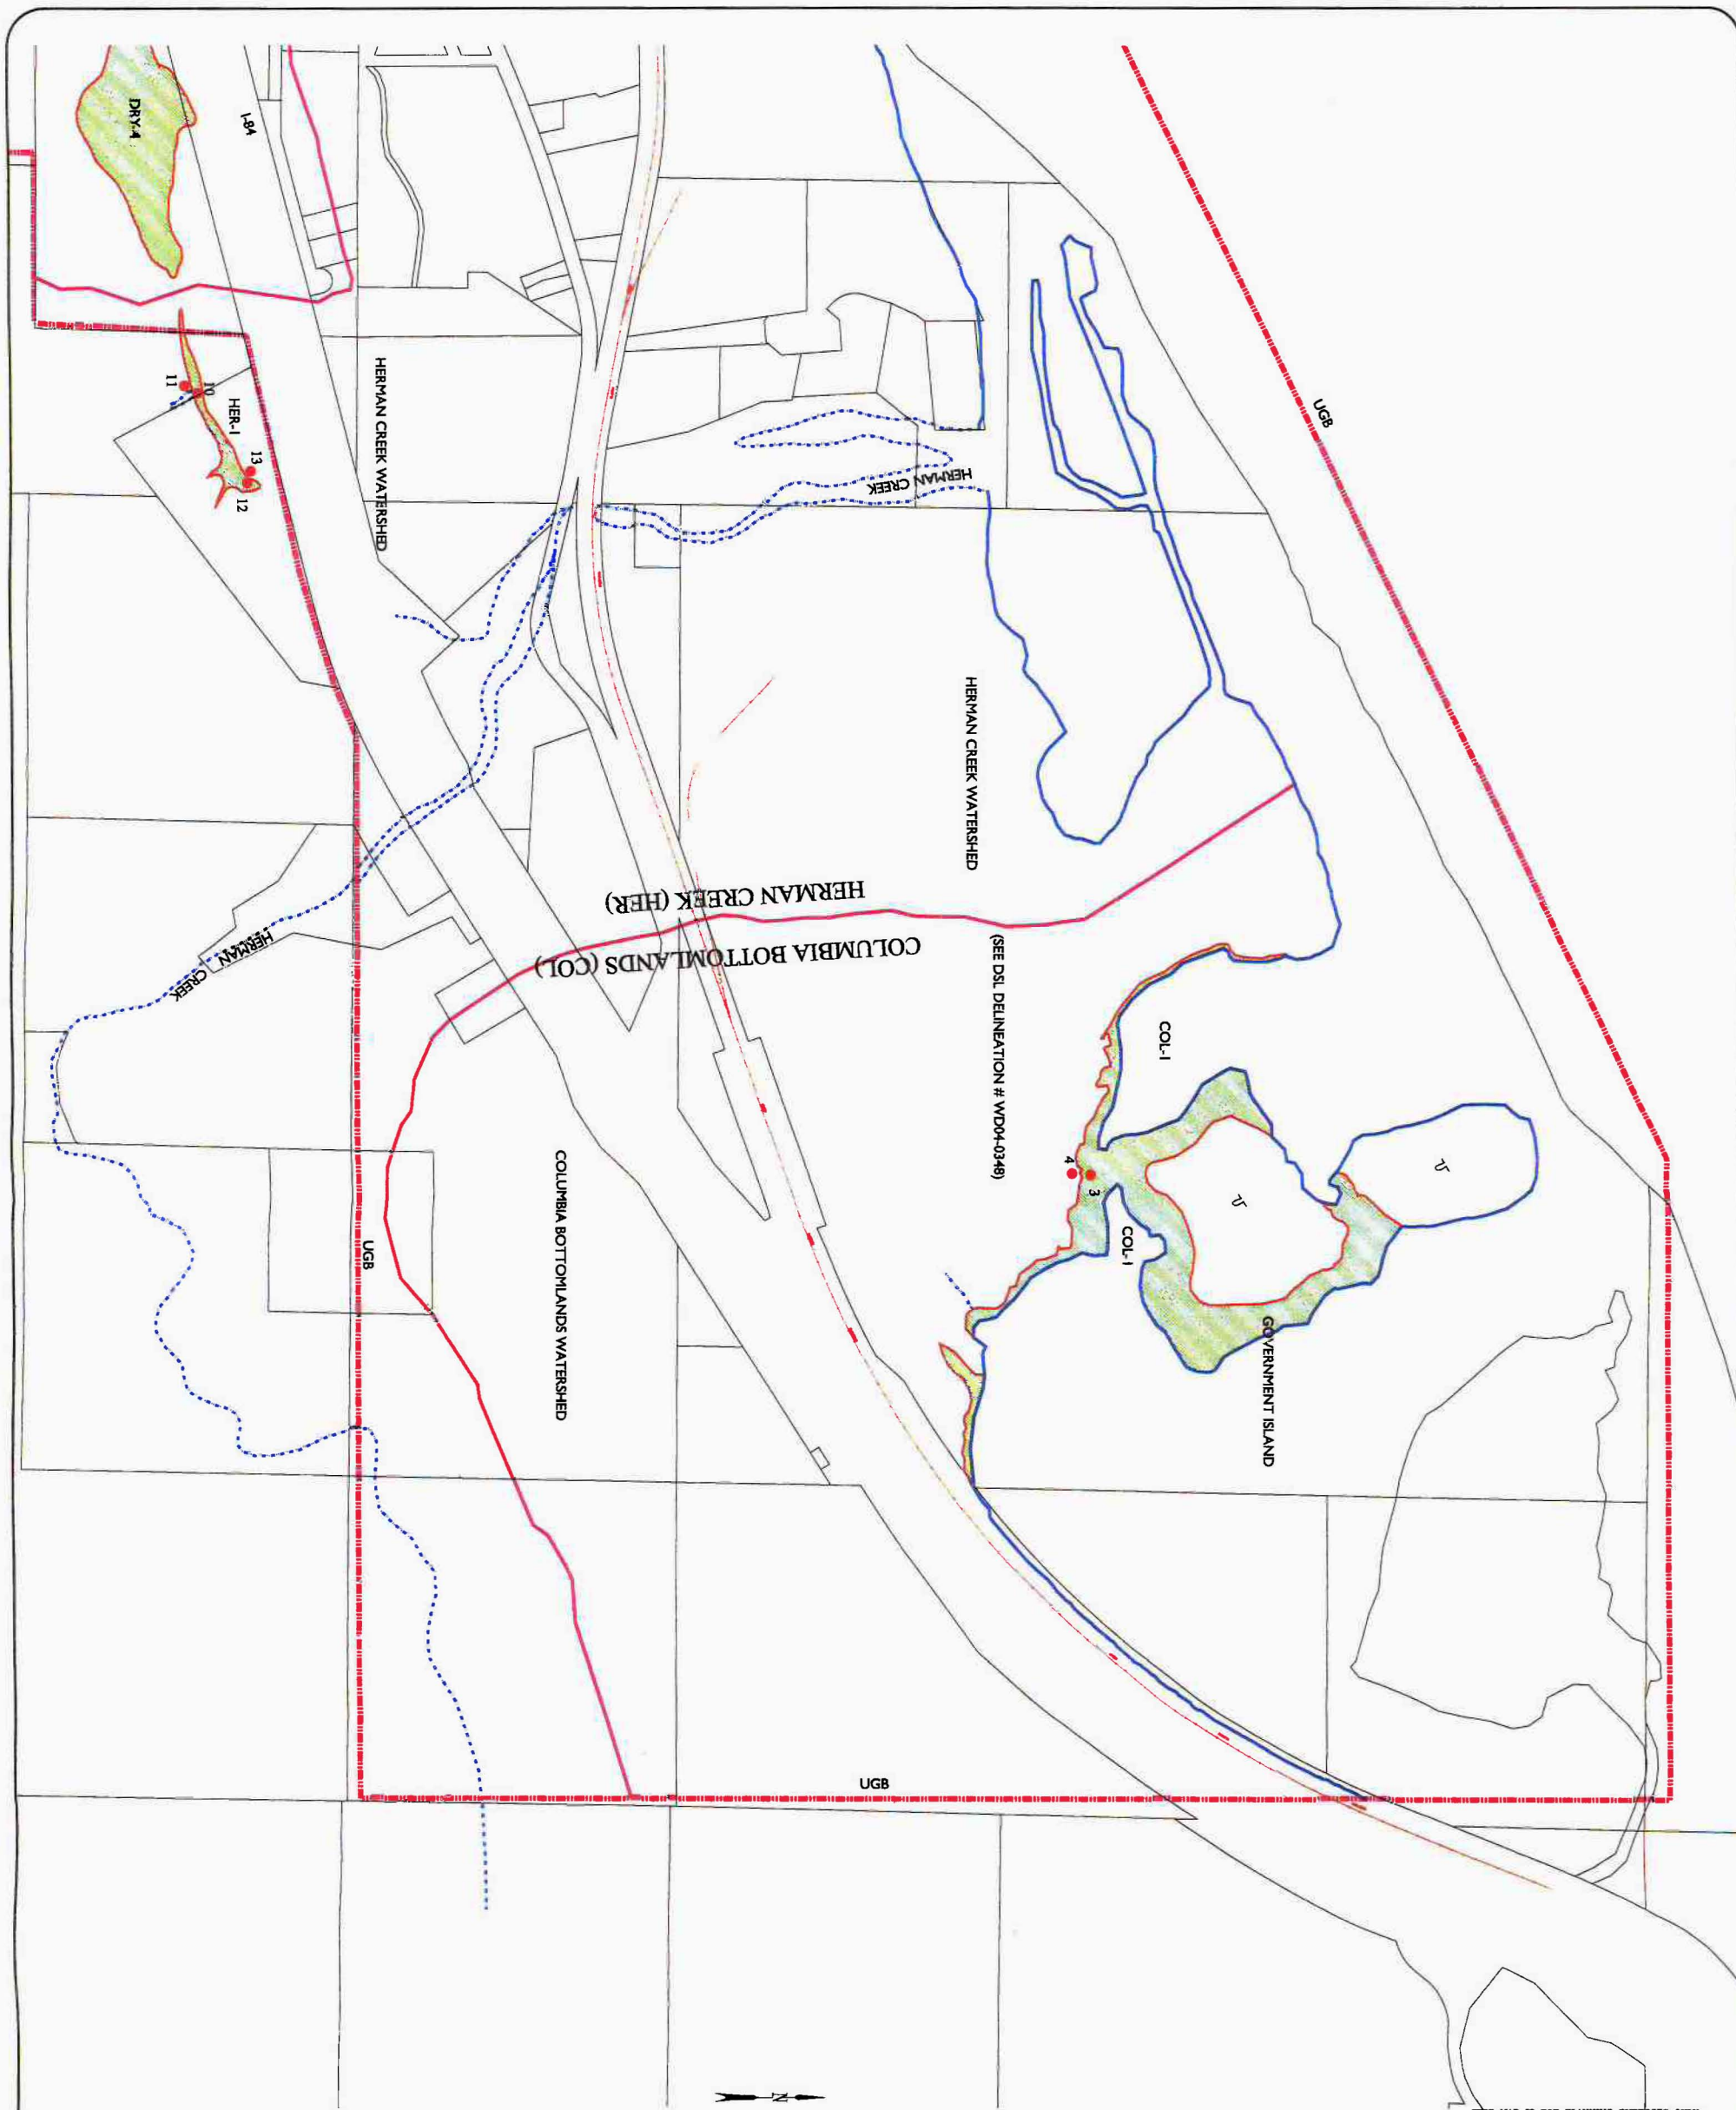 DRY-4
I-84
11
10
HER-1
13
12
HERMAN CREEK WATERSHED
HERMAN CREEK
UGB
HERMAN CREEK WATERSHED
HERMAN CREEK (HER)
COLUMBIA BOTTOMLANDS (COL)
(SEE DSL DELINEATION # WD04-0348)
HERMAN
CREEK
COL-1
4
3
COL-1
U
U
GOVERNMENT ISLAND
UGB
COLUMBIA BOTTOMLANDS WATERSHED
UGB
N